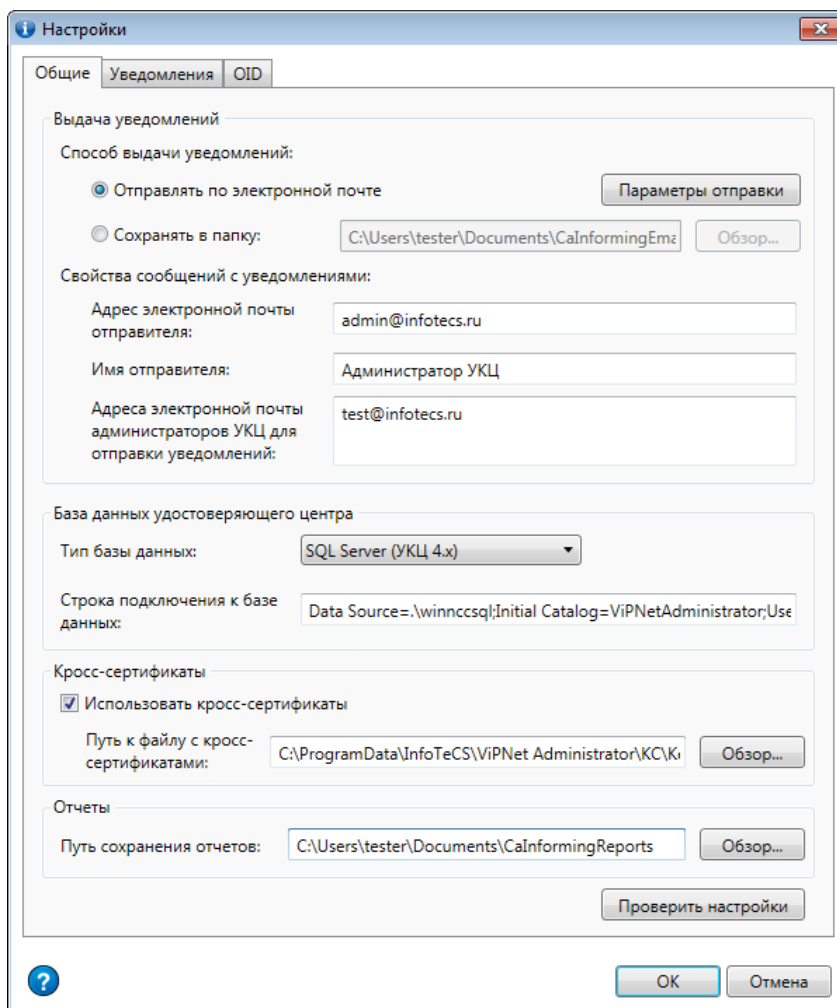 Настройки
Общие Уведомления OID
Выдача уведомлений
Способ выдачи уведомлений:
Отправлять по электронной почте Параметры отправки
Сохранять в папку: C:\Users\tester\Documents\CaInformingEma Обзор...
Свойства сообщений с уведомлениями:
Адрес электронной почты
отправителя: admin@infotecs.ru
Имя отправителя: Администратор УКЦ
Адреса электронной почты test@infotecs.ru
администраторов УКЦ для
отправки уведомлений:
База данных удостоверяющего центра
Тип базы данных: SQL Server (УКЦ 4.x)
Строка подключения к базе
данных: Data Source=.\winnccsql;Initial Catalog=ViPNetAdministrator;Use
Кросс-сертификаты
Использовать кросс-сертификаты
Путь к файлу с кросс-
сертификатами: C:\ProgramData\InfoTeCS\ViPNet Administrator\KC\Ke Обзор...
Отчеты
Путь сохранения отчетов: C:\Users\tester\Documents\CaInformingReports Обзор...
Проверить настройки
? OK Отмена